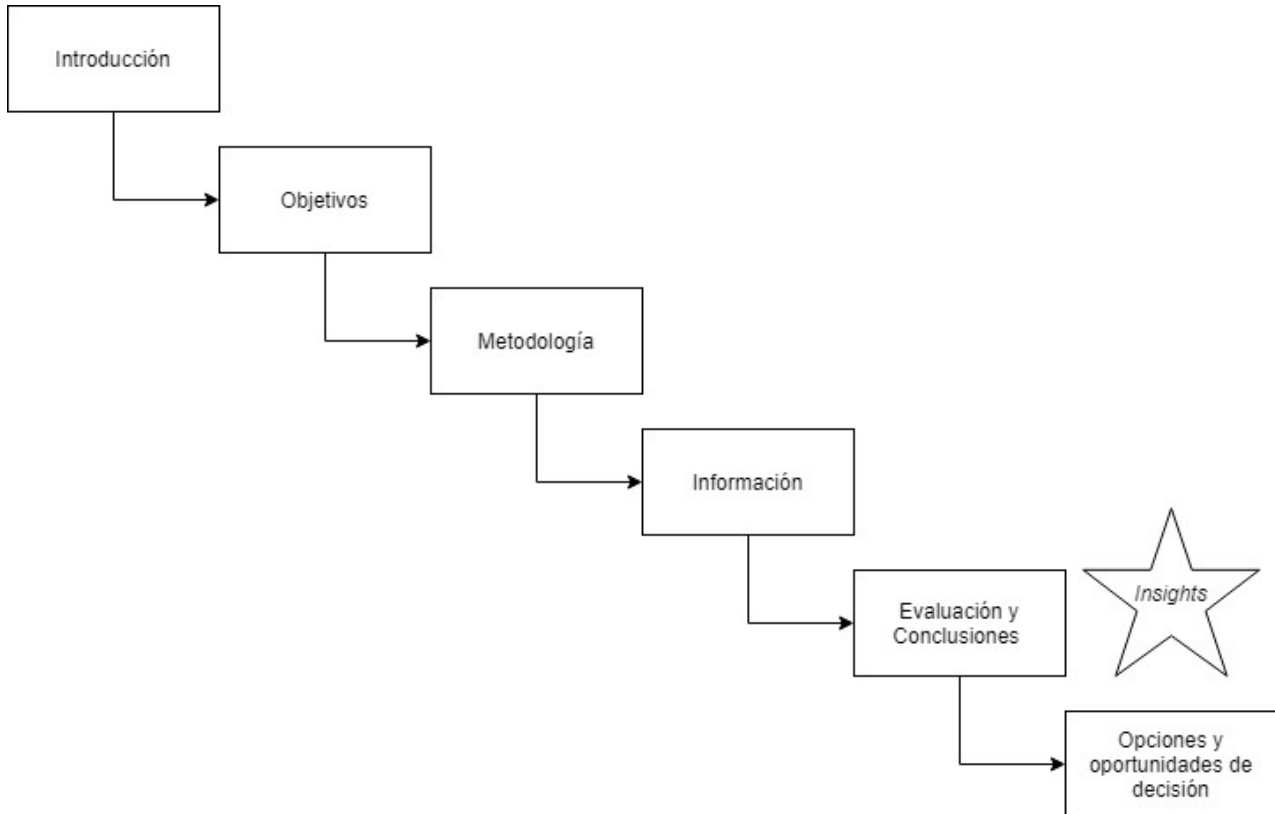 Introducción
Objetivos
Metodología
Información
Evaluación y
Conclusiones
Insights
Opciones y
oportunidades de
decisión